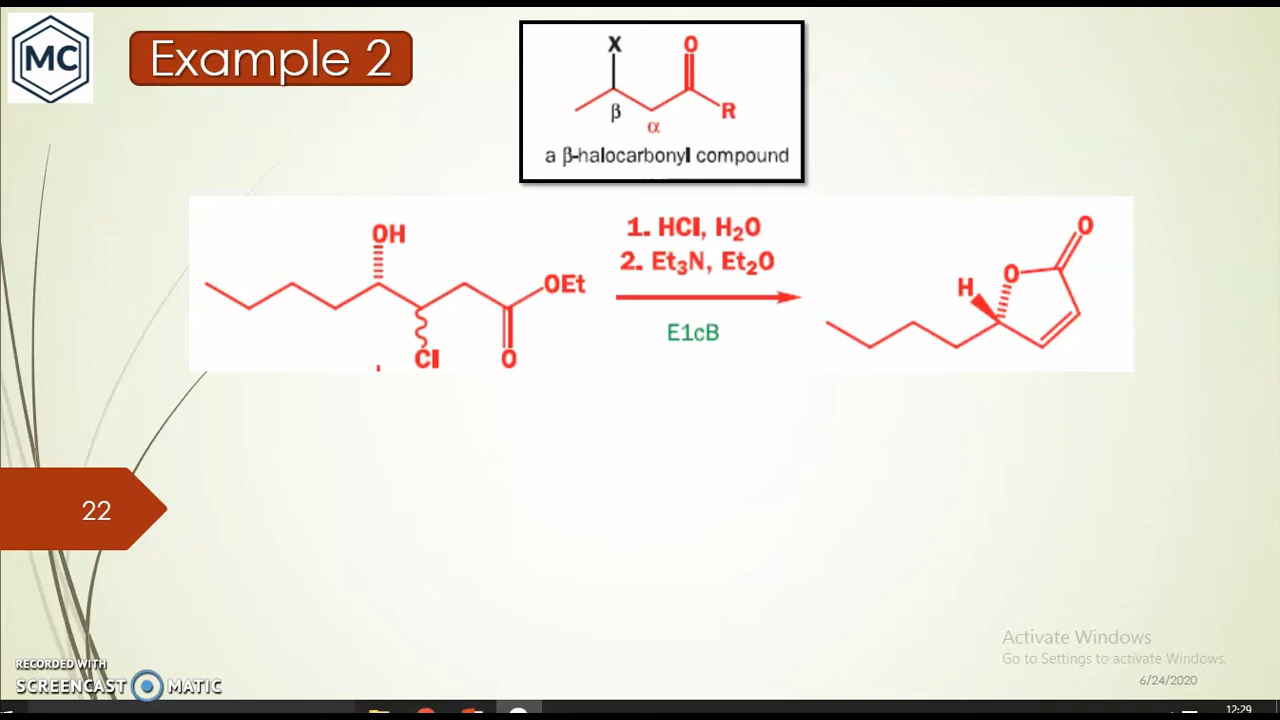 MC
Example 2
X
O
β
α
R
a β-halocarbonyl compound
OH
OEt
Cl
O
1. HCl, H₂O
2. Et₃N, Et₂O
E1cB
H
O
O
22
Activate Windows
Go to Settings to activate Windows.
6/24/2020
RECORDED WITH
SCREENCAST MATIC
12:29